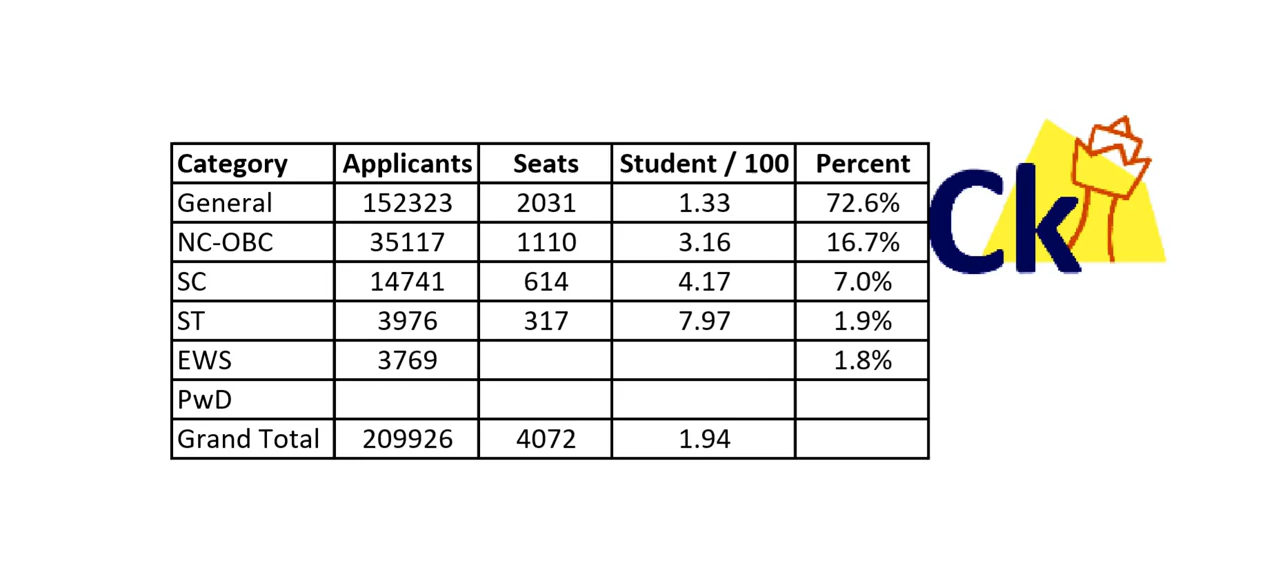 Category Applicants Seats Student / 100 Percent
General 152323 2031 1.33 72.6%
NC-OBC 35117 1110 3.16 16.7%
SC 14741 614 4.17 7.0%
ST 3976 317 7.97 1.9%
EWS 3769 1.8%
PwD
Grand Total 209926 4072 1.94
Ck